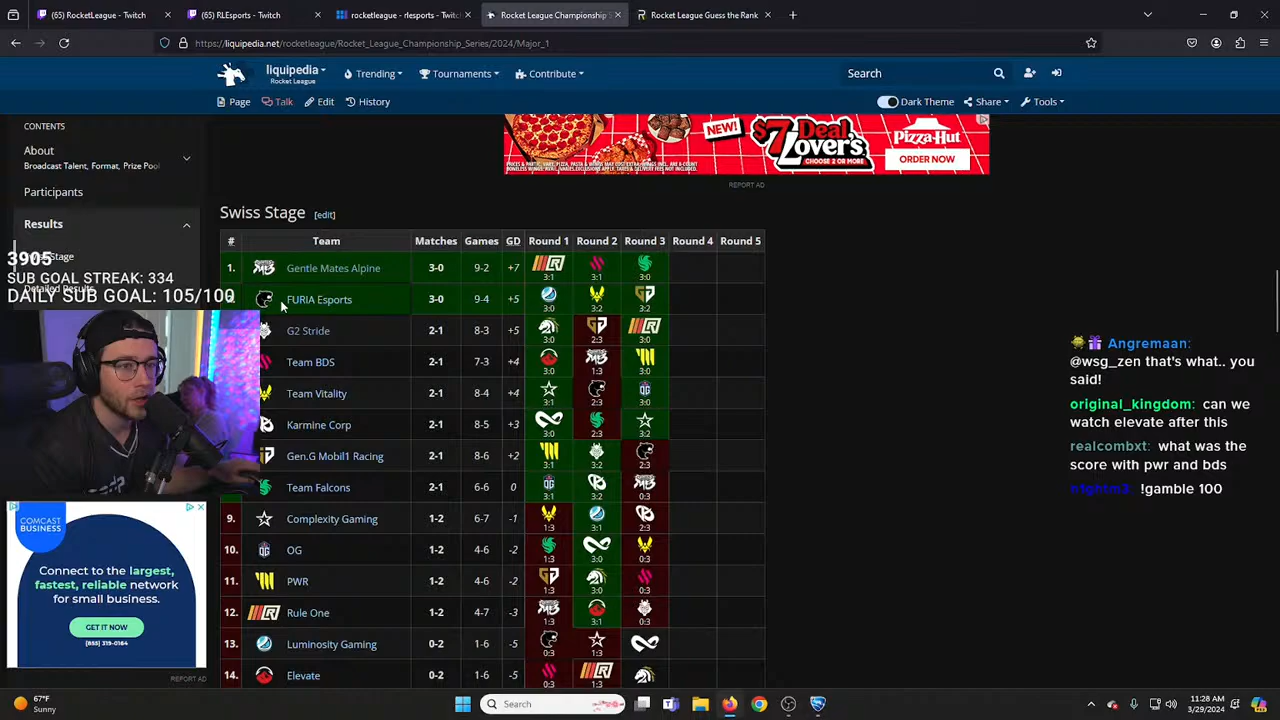 (65) RocketLeague - Twitch
(65) RLEsports - Twitch
rocketleague - rlesports - Twitch
Rocket League Championship S
Rocket League Guess the Rank
https://liquipedia.net/rocketleague/Rocket_League_Championship_Series/2024/Major_1
liquipedia
Rocket League
Trending
Tournaments
Contribute
Search
Page
Talk
Edit
History
Dark Theme
Share
Tools
CONTENTS
About
Broadcast Talent, Format, Prize Pool
Participants
Results
Detailed Results
3905
SUB GOAL STREAK: 334
DAILY SUB GOAL: 105/100
NEW!
$7 Deal
Lover's
CHOOSE 2 OR MORE
Pizza Hut
ORDER NOW
REPORT AD
Swiss Stage [edit]
# Team Matches Games GD Round 1 Round 2 Round 3 Round 4 Round 5
1. Gentle Mates Alpine 3-0 9-2 +7 3:1 3:1 3:0
FURIA Esports 3-0 9-4 +5 3:0 3:2 3:2
G2 Stride 2-1 8-3 +5 3:0 2:3 3:0
Team BDS 2-1 7-3 +4 3:0 1:3 3:0
Team Vitality 2-1 8-4 +4 3:1 2:3 3:0
Karmine Corp 2-1 8-5 +3 3:0 2:3 3:2
Gen.G Mobil1 Racing 2-1 8-6 +2 3:1 3:2 2:3
Team Falcons 2-1 6-6 0 3:1 3:2 0:3
9. Complexity Gaming 1-2 6-7 -1 1:3 3:1 2:3
10. OG 1-2 4-6 -2 1:3 3:0 0:3
11. PWR 1-2 4-6 -2 1:3 3:0 0:3
12. Rule One 1-2 4-7 -3 1:3 3:1 0:3
13. Luminosity Gaming 0-2 1-6 -5 0:3 1:3
14. Elevate 0-2 1-6 -5 0:3 1:3
Angremaan:
@wsg_zen that's what.. you
said!
original_kingdom: can we
watch elevate after this
realcombxt: what was the
score with pwr and bds
!gamble 100
COMCAST
BUSINESS
Connect to the largest,
fastest, reliable network
for small business.
GET IT NOW
(855) 319-0164
REPORT AD
67°F
Sunny
Search
11:28 AM
3/29/2024